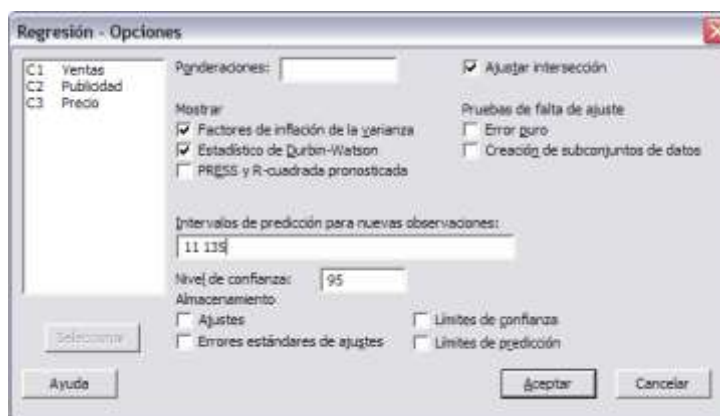 Regresión - Opciones
C1 Ventas
C2 Publicidad
C3 Precio
Ponderaciones:
Ajustar intersección
Mostrar
Factores de inflación de la varianza
Estadístico de Durbin-Watson
PRESS y R-cuadrada pronosticada
Pruebas de falta de ajuste
Error puro
Creación de subconjuntos de datos
Intervalos de predicción para nuevas observaciones:
11 135
Nivel de confianza: 95
Almacenamiento
Ajustes
Límites de confianza
Errores estándares de ajustes
Límites de predicción
Seleccionar
Ayuda
Aceptar
Cancelar